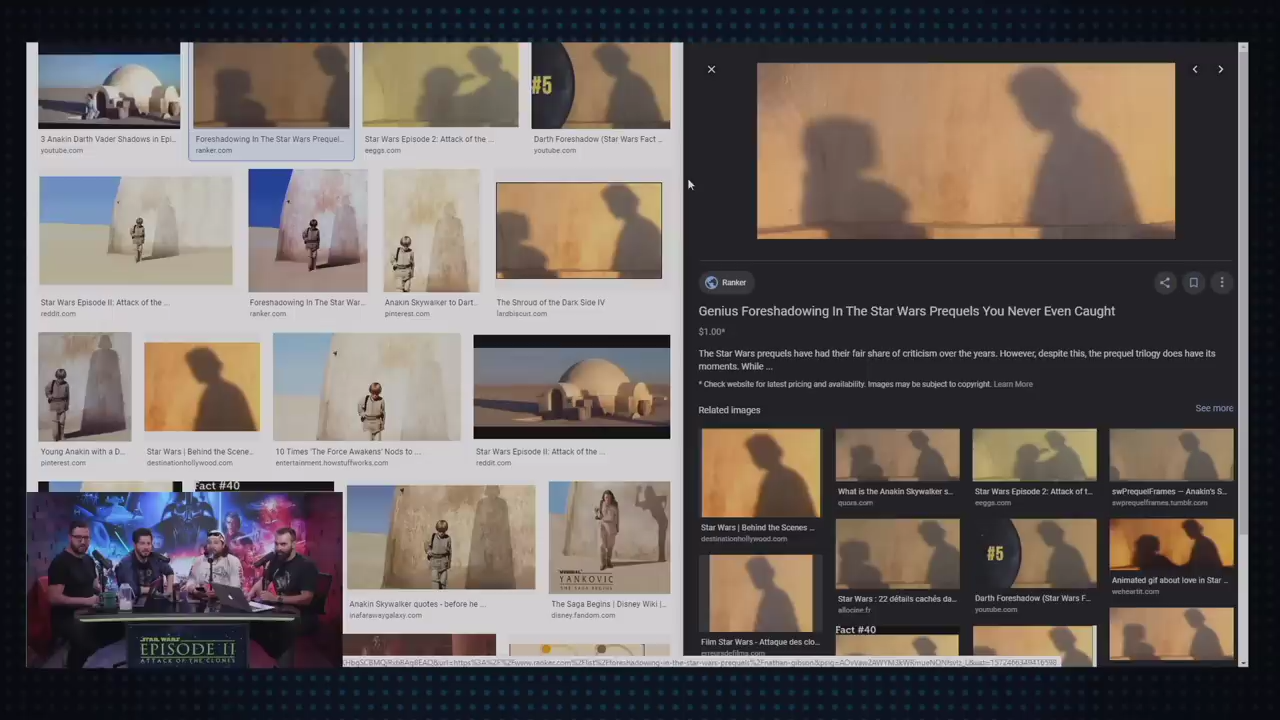 #5
3 Anakin Darth Vader Shadows in Epi...
youtube.com
Foreshadowing In The Star Wars Prequel...
ranker.com
Star Wars Episode 2: Attack of the ...
eeggs.com
Darth Foreshadow (Star Wars Fact ...
youtube.com
Star Wars Episode II: Attack of the ...
reddit.com
Foreshadowing In The Star War...
ranker.com
Anakin Skywalker to Dart...
pinterest.com
The Shroud of the Dark Side IV
lardbiscuit.com
Young Anakin with a D...
pinterest.com
Star Wars | Behind the Scene...
destinationhollywood.com
10 Times 'The Force Awakens' Nods to ...
entertainment.howstuffworks.com
Star Wars Episode II: Attack of the ...
reddit.com
Fact #40
YANKOVIC
THE SAGA BEGINS
Anakin Skywalker quotes - before he ...
inafarawaygalaxy.com
The Saga Begins | Disney Wiki |...
disney.fandom.com
STAR WARS
EPISODE II
ATTACK OF THE CLONES
Ranker
Genius Foreshadowing In The Star Wars Prequels You Never Even Caught
$1.00*
The Star Wars prequels have had their fair share of criticism over the years. However, despite this, the prequel trilogy does have its
moments. While ...
* Check website for latest pricing and availability. Images may be subject to copyright. Learn More
Related images
See more
Star Wars | Behind the Scenes ...
destinationhollywood.com
What is the Anakin Skywalker s...
quora.com
Star Wars Episode 2: Attack of t...
eeggs.com
swPrequelFrames — Anakin's S...
swprequelframes.tumblr.com
#5
Film Star Wars - Attaque des clo...
erreursdefilms.com
Star Wars : 22 détails cachés da...
allocine.fr
Darth Foreshadow (Star Wars F...
youtube.com
Animated gif about love in Star ...
weheartit.com
Fact #40